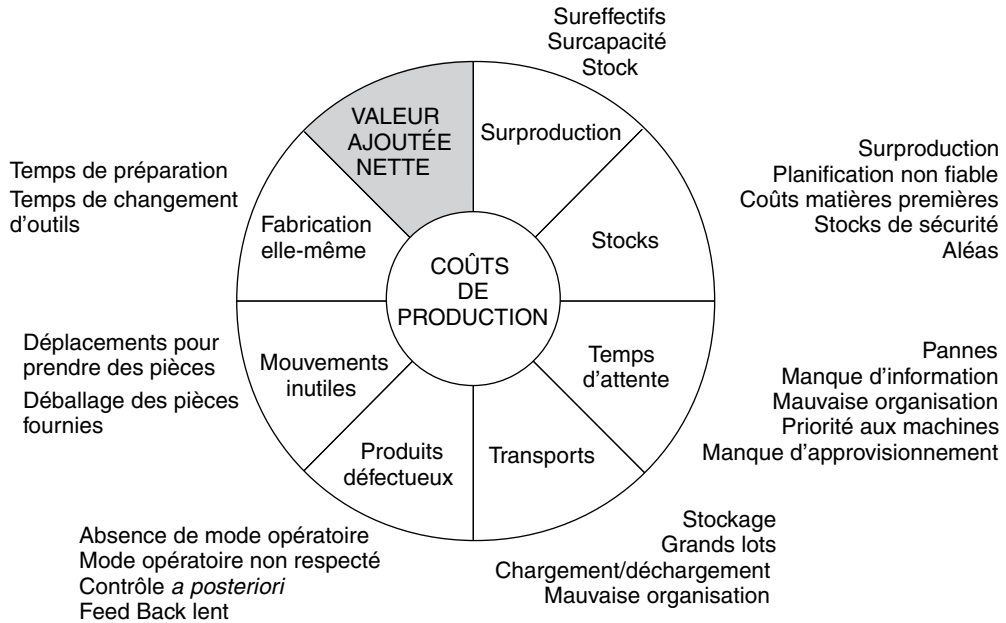 Sureffectifs
Surcapacité
Stock
VALEUR
AJOUTÉE
NETTE
Surproduction
Surproduction
Planification non fiable
Coûts matières premières
Stocks de sécurité
Aléas
Temps de préparation
Temps de changement
d'outils
Fabrication
elle-même
Stocks
COÛTS
DE
PRODUCTION
Déplacements pour
prendre des pièces
Déballage des pièces
fournies
Mouvements
inutiles
Temps
d'attente
Pannes
Manque d'information
Mauvaise organisation
Priorité aux machines
Manque d'approvisionnement
Produits
défectueux
Transports
Absence de mode opératoire
Mode opératoire non respecté
Contrôle a posteriori
Feed Back lent
Stockage
Grands lots
Chargement/déchargement
Mauvaise organisation